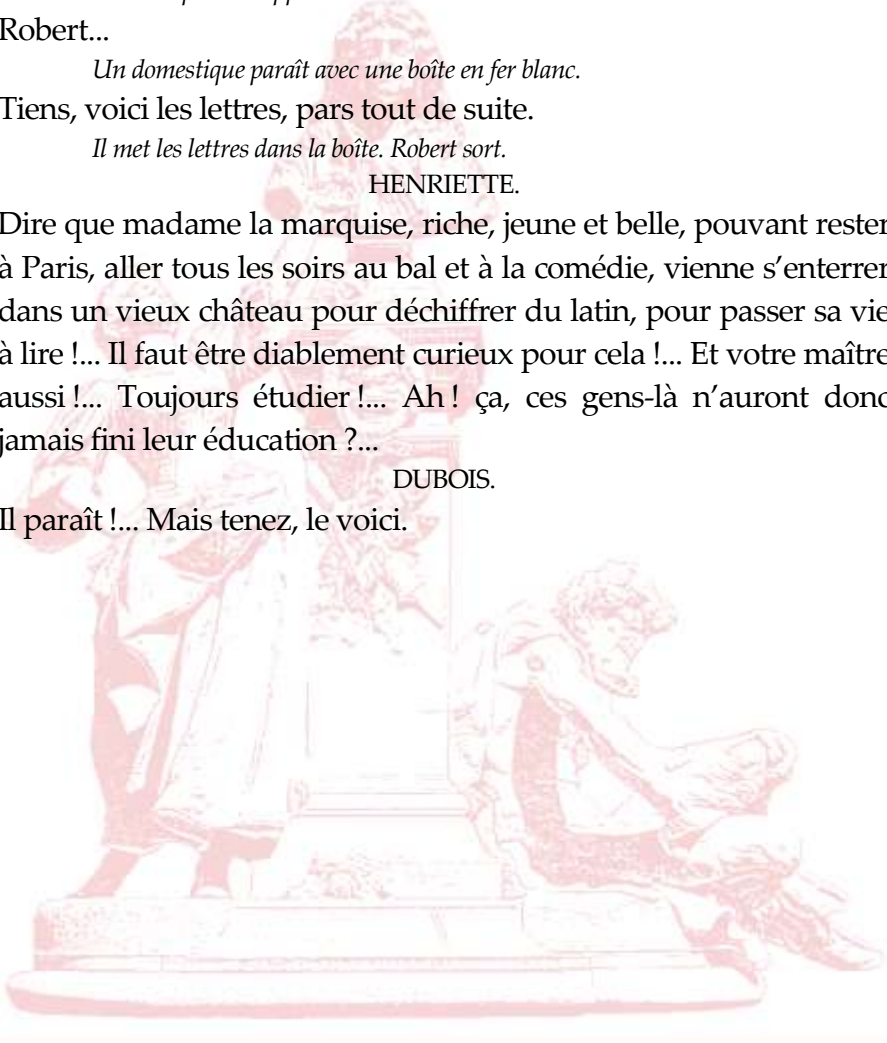 Robert...
Un domestique paraît avec une boîte en fer blanc.
Tiens, voici les lettres, pars tout de suite.
Il met les lettres dans la boîte. Robert sort.
HENRIETTE.
Dire que madame la marquise, riche, jeune et belle, pouvant rester
à Paris, aller tous les soirs au bal et à la comédie, vienne s’enterrer
dans un vieux château pour déchiffrer du latin, pour passer sa vie
à lire !... Il faut être diablement curieux pour cela !... Et votre maître
aussi !... Toujours étudier !... Ah ! ça, ces gens-là n’auront donc
jamais fini leur éducation ?...
DUBOIS.
Il paraît !... Mais tenez, le voici.